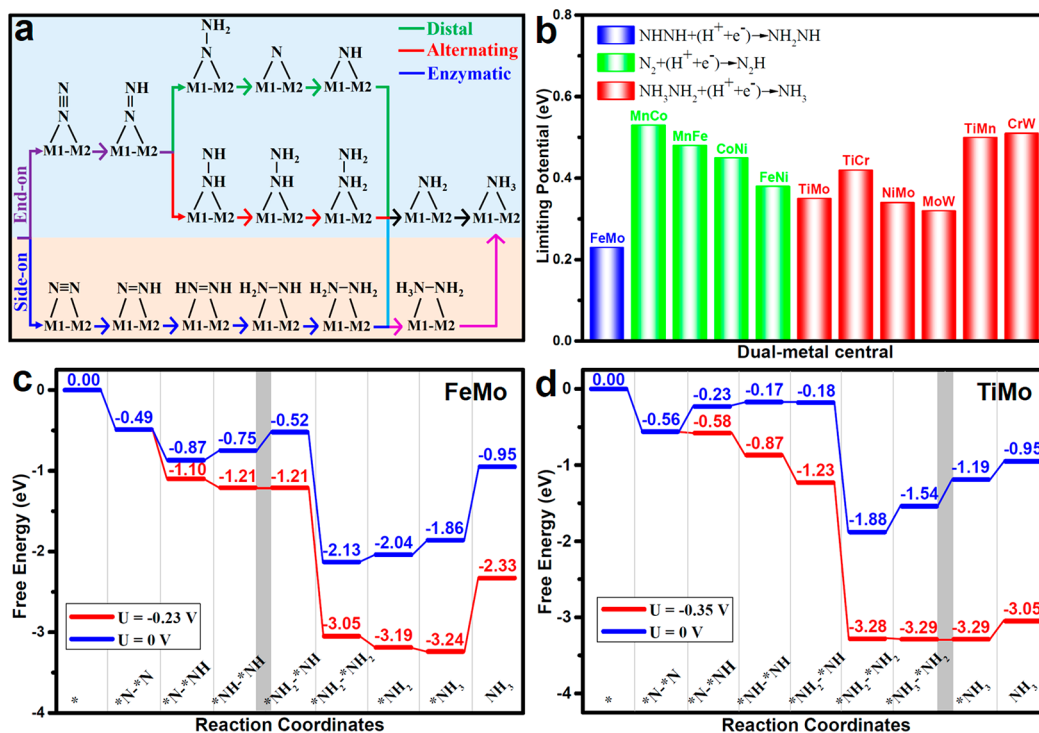 a
Distal
Alternating
Enzymatic
NH₂
N
N
NH
N
NH
N
N
M1-M2
M1-M2
M1-M2
M1-M2
M1-M2
End-on
NH
NH₂
NH₂
NH
NH
NH₂
NH₂
NH₃
M1-M2
M1-M2
M1-M2
M1-M2
M1-M2
Side-on
N≡N
N=NH
HN=NH
H₂N−NH
H₂N−NH₂
H₃N−NH₂
M1-M2
M1-M2
M1-M2
M1-M2
M1-M2
M1-M2
b
Limiting Potential (eV)
0.8
0.6
0.4
0.2
0.0
NHNH+(H⁺+e⁻)→NH₂NH
N₂+(H⁺+e⁻)→N₂H
NH₃NH₂+(H⁺+e⁻)→NH₃
FeMo
MnCo
MnFe
CoNi
FeNi
TiMo
TiCr
NiMo
MoW
TiMn
CrW
Dual-metal central
c
FeMo
Free Energy (eV)
0
-1
-2
-3
-4
0.00
-0.49
-0.87
-0.75
-0.52
-2.13
-2.04
-1.86
-0.95
-1.10
-1.21
-1.21
-3.05
-3.19
-3.24
-2.33
U = -0.23 V
U = 0 V
*
*N-*N
*N-*NH
*NH-*NH
*NH₂-*NH
*NH₂-*NH₂
*NH₂
*NH₃
NH₃
Reaction Coordinates
d
TiMo
Free Energy (eV)
0
-1
-2
-3
-4
0.00
-0.56
-0.23
-0.17
-0.18
-1.88
-1.54
-1.19
-0.95
-0.58
-0.87
-1.23
-3.28
-3.29
-3.29
-3.05
U = -0.35 V
U = 0 V
*
*N-*N
*N-*NH
*NH-*NH
*NH₂-*NH
*NH₂-*NH₂
*NH₃-*NH₂
*NH₃
NH₃
Reaction Coordinates